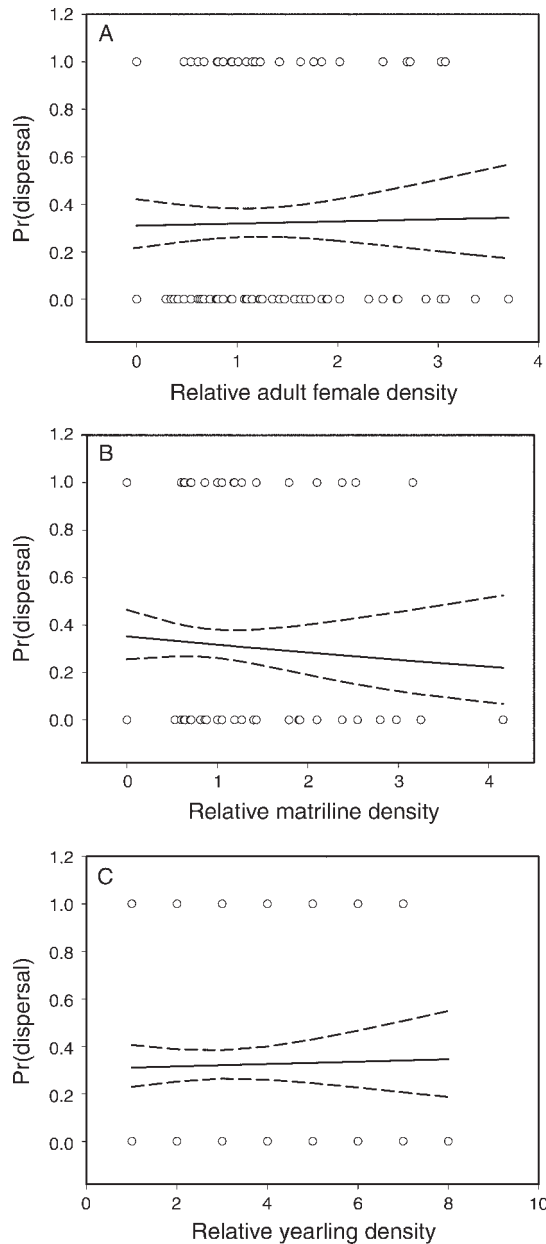 A
1.2
1.0
0.8
0.6
0.4
0.2
0.0
Pr(dispersal)
0 1 2 3 4
Relative adult female density
B
1.2
1.0
0.8
0.6
0.4
0.2
0.0
Pr(dispersal)
0 1 2 3 4
Relative matriline density
C
1.2
1.0
0.8
0.6
0.4
0.2
0.0
Pr(dispersal)
0 2 4 6 8 10
Relative yearling density